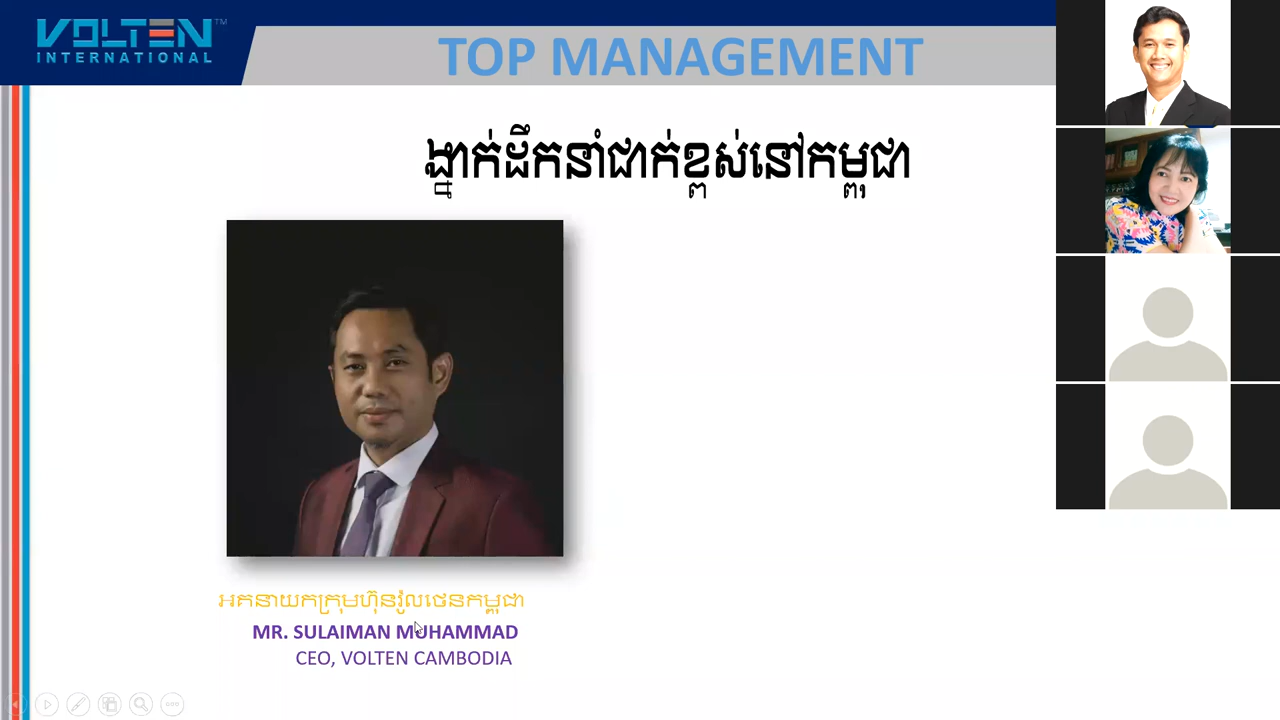 VOLTEN™
INTERNATIONAL
TOP MANAGEMENT
ថ្នាក់ដឹកនាំជាក់ខ្ពស់នៅកម្ពុជា
អគនាយកក្រុមហ៊ុនវ៉ូលថេនកម្ពុជា
MR. SULAIMAN MUHAMMAD
CEO, VOLTEN CAMBODIA